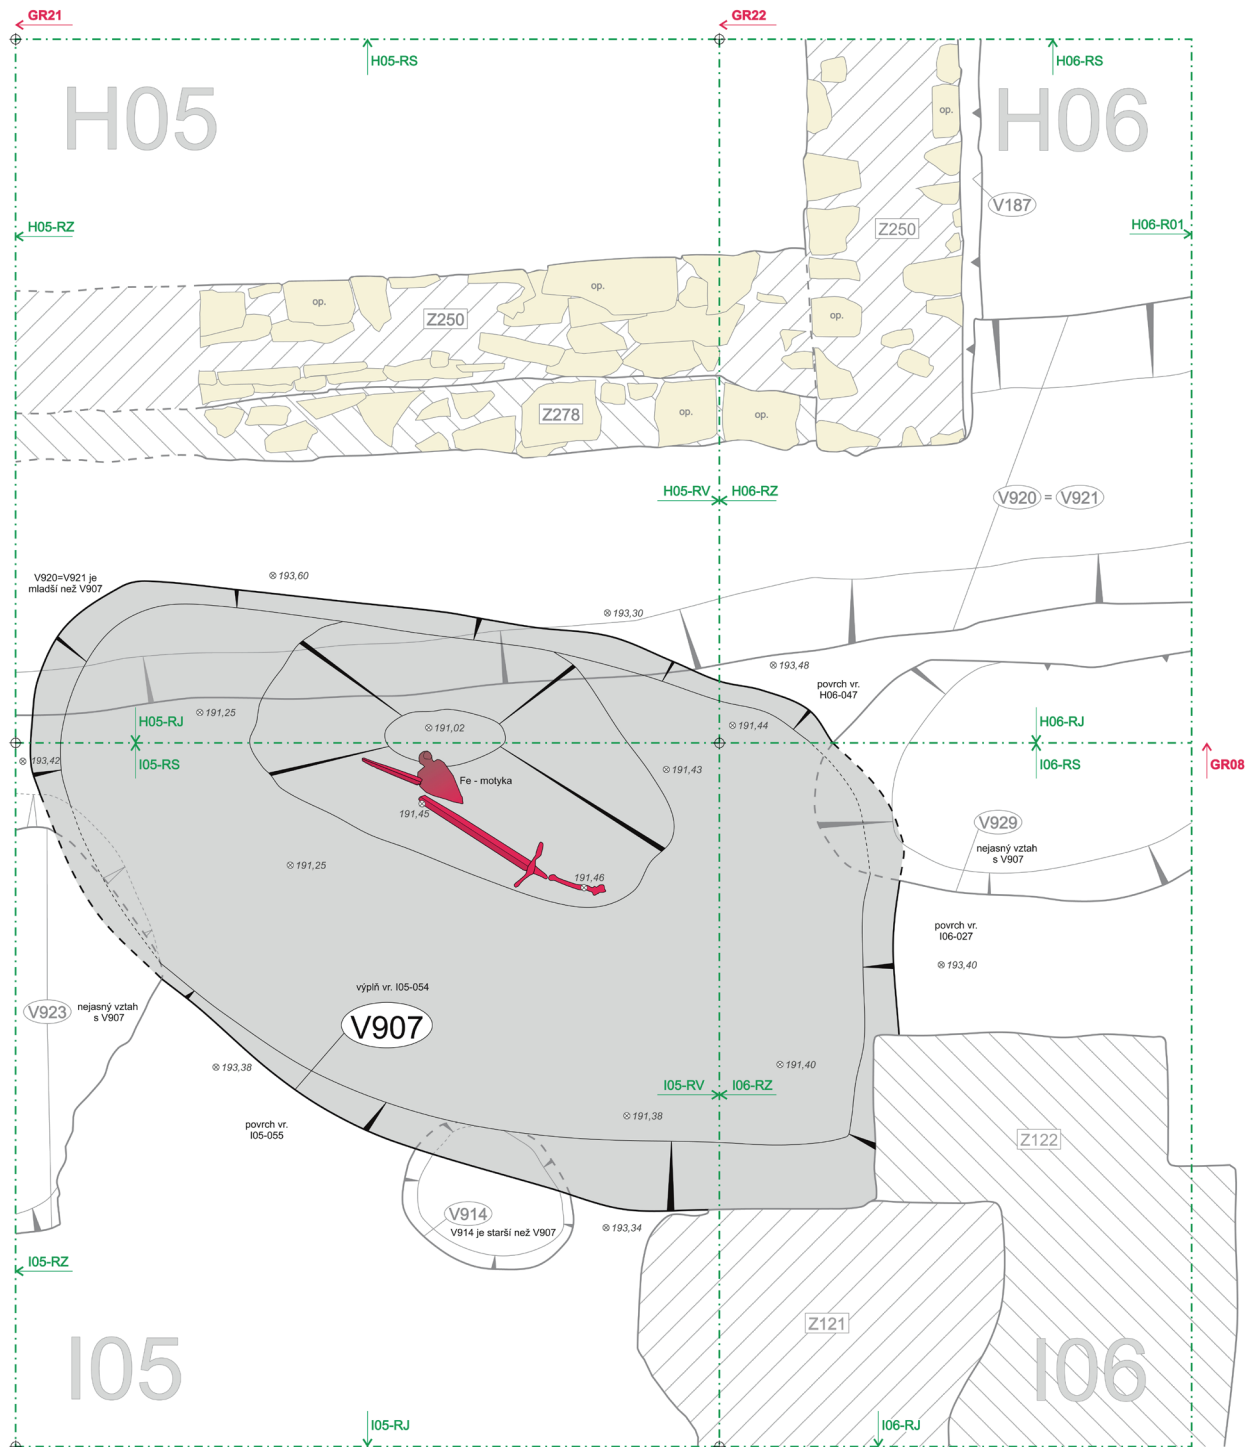 GR21
GR22
H05-RS
H06-RS
H05
H06
op.
V187
H05-RZ
Z250
H06-R01
op.
op.
Z250
op.
Z278
op.
op.
H05-RV
H06-RZ
V920 = V921
V920=V921 je
mladší než V907
193,60
193,30
193,48
povrch vr.
H06-047
191,25
H05-RJ
191,02
191,44
H06-RJ
193,42
I05-RS
191,43
I06-RS
GR08
Fe - motyka
191,45
V929
nejasný vztah
s V907
191,25
191,46
povrch vr.
I06-027
193,40
výplň vr. I05-054
V923
nejasný vztah
s V907
V907
193,38
191,40
I05-RV
I06-RZ
191,38
povrch vr.
I05-055
Z122
V914
V914 je starší než V907
193,34
I05-RZ
Z121
I05
I06
I05-RJ
I06-RJ